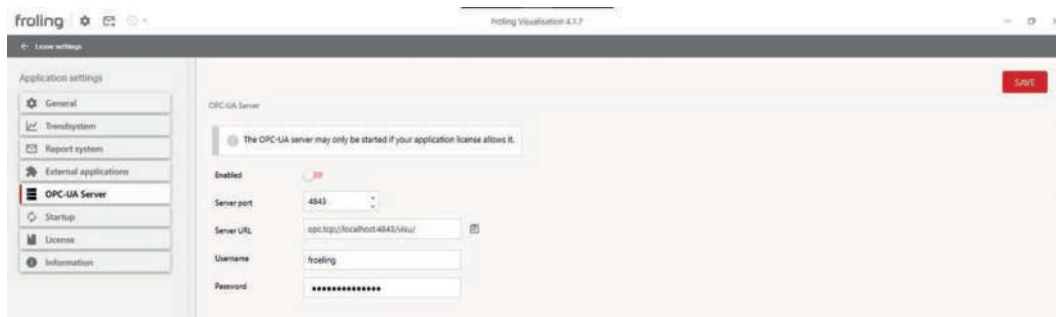 froling
Froling Visualisation 4.1.7
← Leave settings
Application settings
General
Trendsystem
Report system
External applications
OPC-UA Server
Startup
License
Information
SAVE
OPC-UA Server
The OPC-UA server may only be started if your application license allows it.
Enabled
Server port 4843
Server URL opc.tcp://localhost:4843/visu/
Username froeling
Password ••••••••••••••